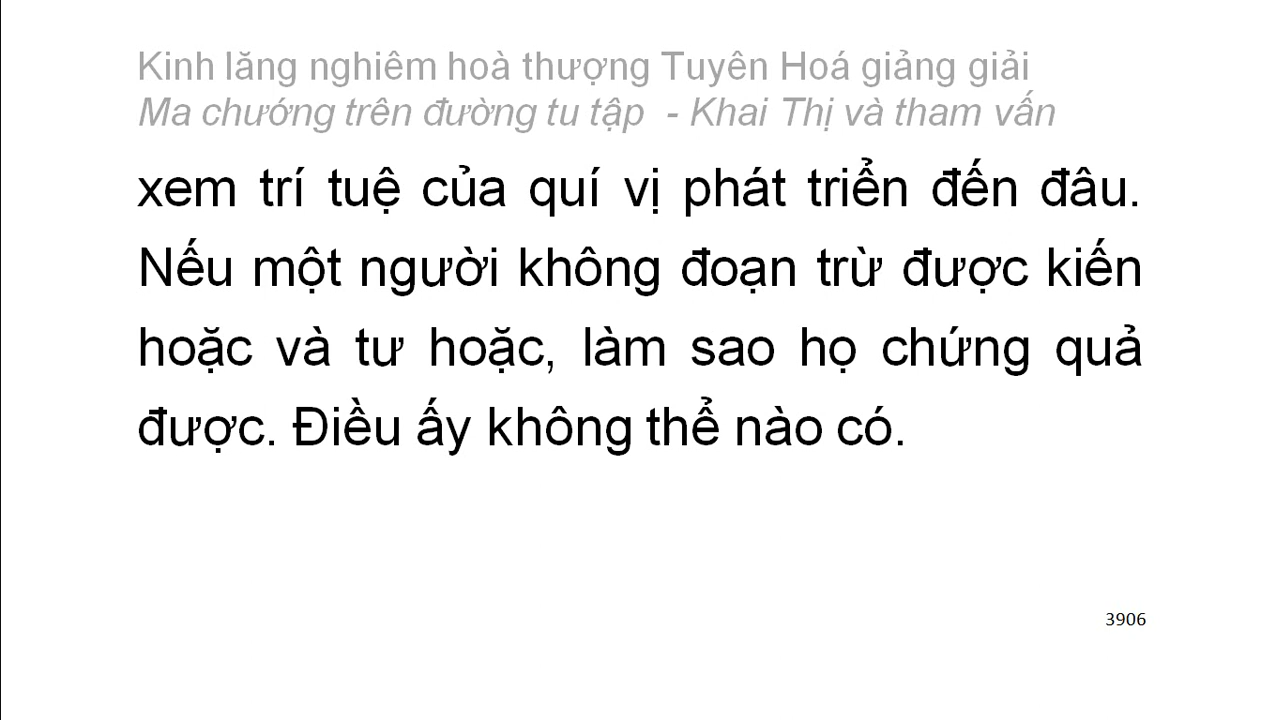 Kinh lăng nghiêm hoà thượng Tuyên Hoá giảng giải
Ma chướng trên đường tu tập - Khai Thị và tham vấn
xem trí tuệ của quí vị phát triển đến đâu.
Nếu một người không đoạn trừ được kiến
hoặc và tư hoặc, làm sao họ chứng quả
được. Điều ấy không thể nào có.
3906